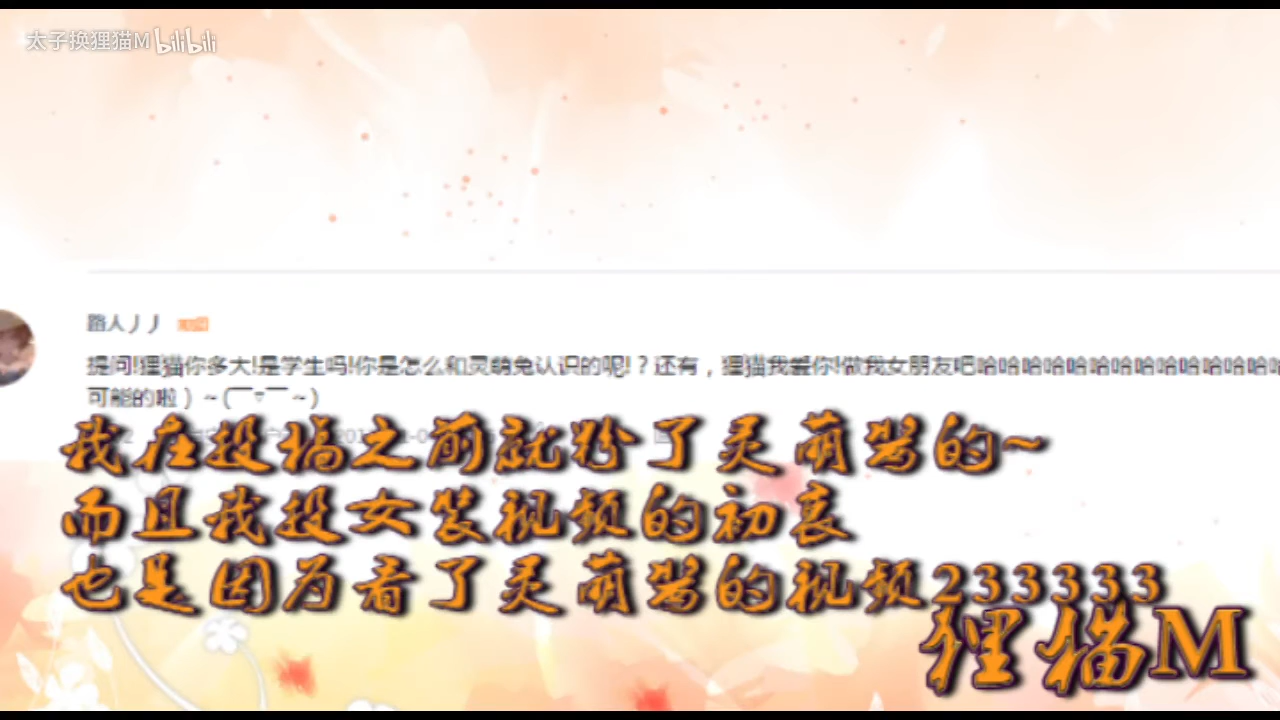 太子换狸猫M bilibili
路人丿丿
提问!狸猫你多大!是学生吗!你是怎么和灵萌兔认识的呢!？还有，狸猫我爱你!做我女朋友吧哈哈哈哈哈哈哈哈哈哈哈哈哈哈
可能的啦）~(￣▽￣~)
我在投稿之前就粉了灵萌酱的~
而且我投女装视频的初衷
也是因为看了灵萌酱的视频233333
狸猫M